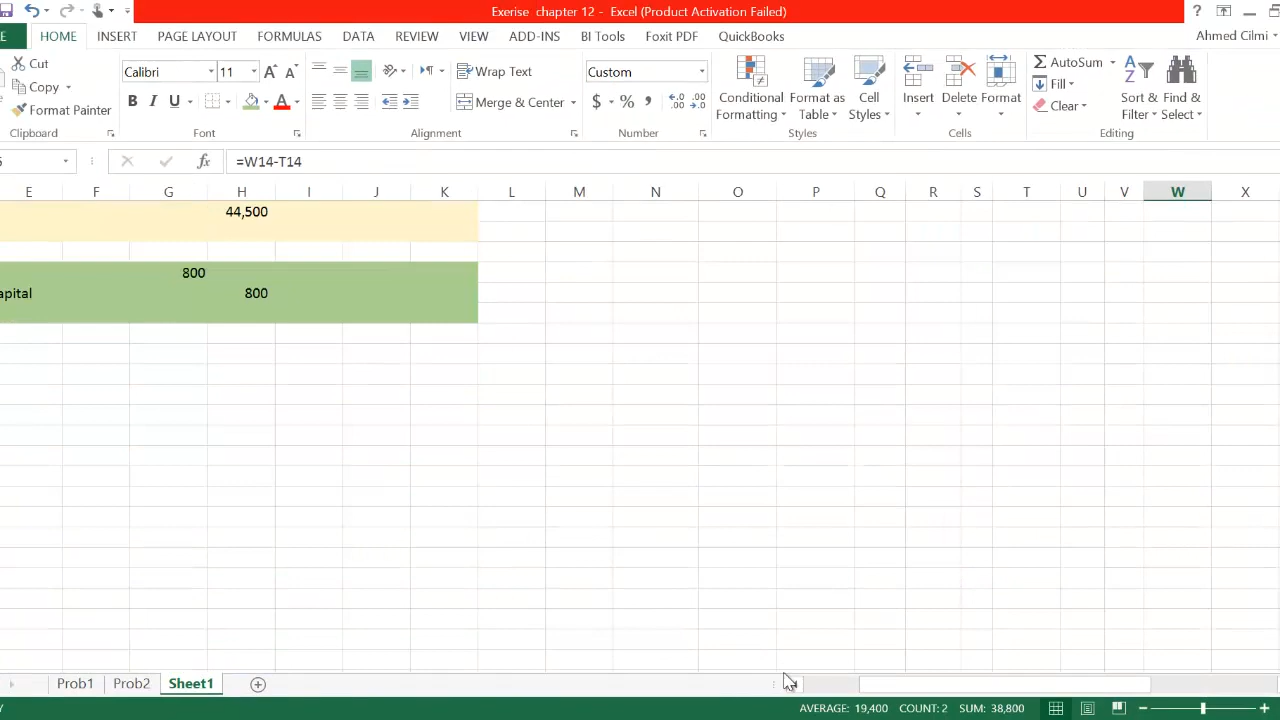 Exerise chapter 12 - Excel (Product Activation Failed)
E HOME INSERT PAGE LAYOUT FORMULAS DATA REVIEW VIEW ADD-INS BI Tools Foxit PDF QuickBooks Ahmed Cilmi
Cut
Copy
Format Painter
Clipboard
Calibri 11
B I U A
Font
Wrap Text
Merge & Center
Alignment
Custom
$ % ,
Number
Conditional Formatting
Format as Table
Cell Styles
Styles
Insert
Delete
Format
Cells
AutoSum
Fill
Clear
Sort & Filter
Find & Select
Editing
5 fx =W14-T14
E F G H I J K L M N O P Q R S T U V W X
44,500
800
apital 800
Prob1 Prob2 Sheet1
Y AVERAGE: 19,400 COUNT: 2 SUM: 38,800